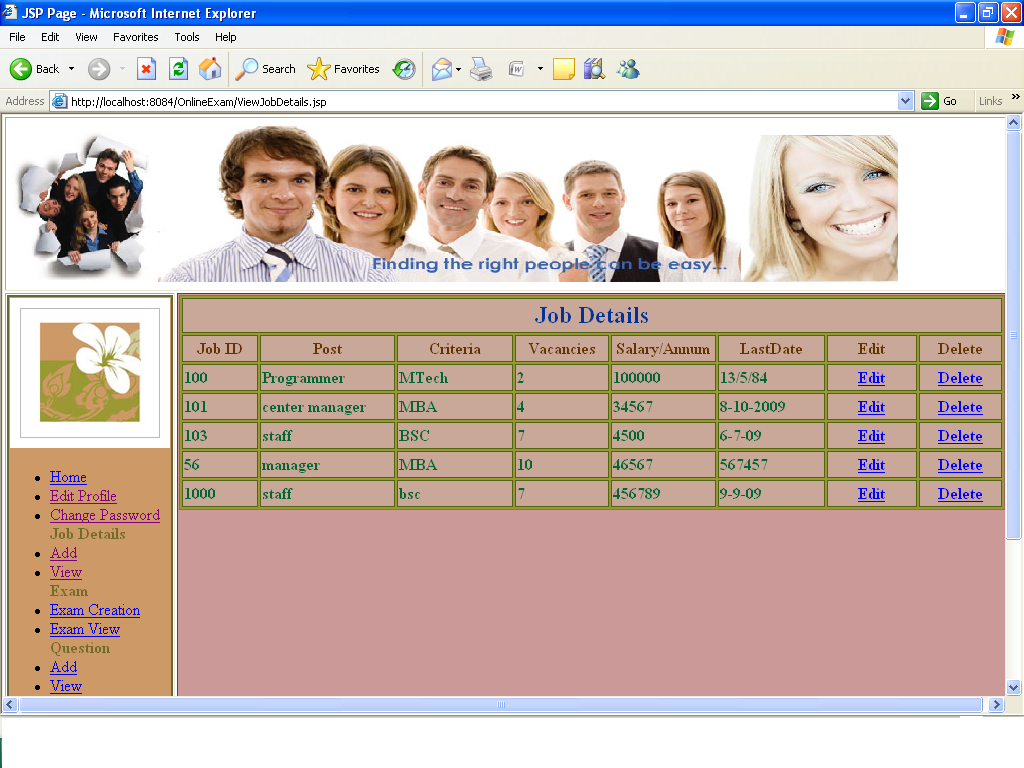 JSP Page - Microsoft Internet Explorer
File Edit View Favorites Tools Help
Back Search Favorites
Address http://localhost:8084/OnlineExam/ViewJobDetails.jsp Go Links »
Finding the right people can be easy...
Job Details
Job ID Post Criteria Vacancies Salary/Annum LastDate Edit Delete
100 Programmer MTech 2 100000 13/5/84 Edit Delete
101 center manager MBA 4 34567 8-10-2009 Edit Delete
103 staff BSC 7 4500 6-7-09 Edit Delete
56 manager MBA 10 46567 567457 Edit Delete
1000 staff bsc 7 456789 9-9-09 Edit Delete
Home
Edit Profile
Change Password
Job Details
Add
View
Exam
Exam Creation
Exam View
Question
Add
View